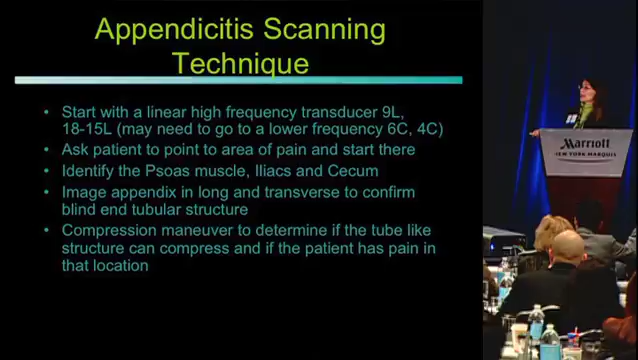 Appendicitis Scanning
Technique
• Start with a linear high frequency transducer 9L,
18-15L (may need to go to a lower frequency 6C, 4C)
• Ask patient to point to area of pain and start there
• Identify the Psoas muscle, Iliacs and Cecum
• Image appendix in long and transverse to confirm
blind end tubular structure
• Compression maneuver to determine if the tube like
structure can compress and if the patient has pain in
that location
Marriott
NEW YORK MARQUIS